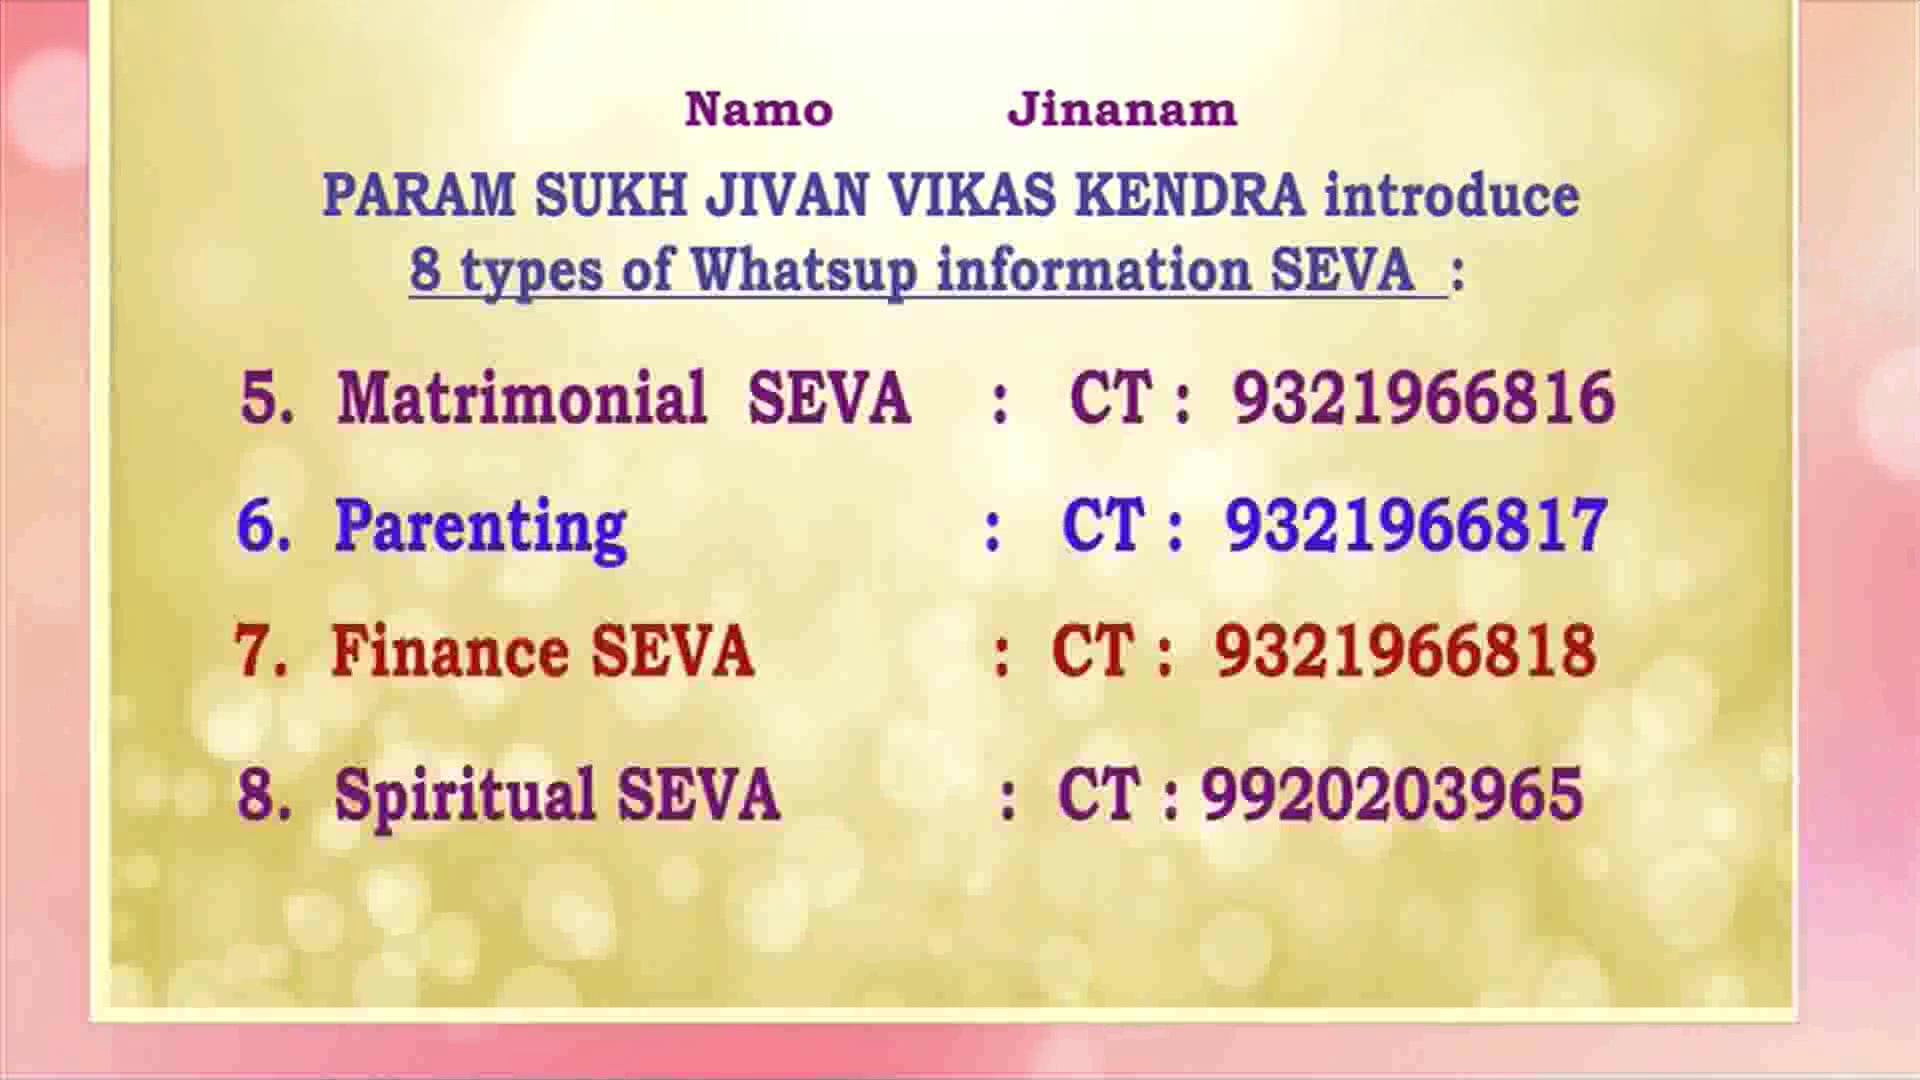 Namo Jinanam
PARAM SUKH JIVAN VIKAS KENDRA introduce
8 types of Whatsup information SEVA :
5. Matrimonial SEVA : CT : 9321966816
6. Parenting : CT : 9321966817
7. Finance SEVA : CT : 9321966818
8. Spiritual SEVA : CT : 9920203965